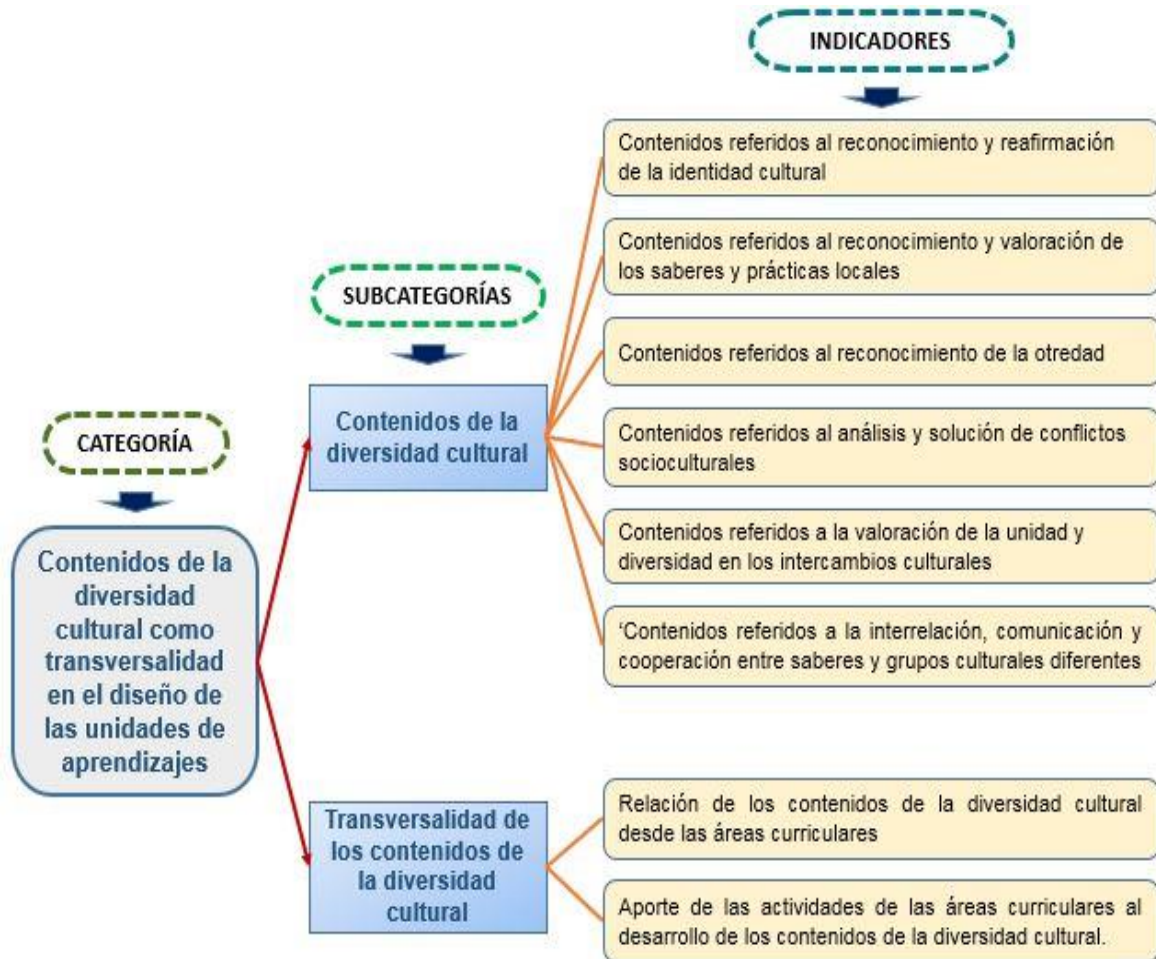 INDICADORES
Contenidos referidos al reconocimiento y reafirmación
de la identidad cultural
Contenidos referidos al reconocimiento y valoración de
los saberes y prácticas locales
SUBCATEGORÍAS
Contenidos referidos al reconocimiento de la otredad
Contenidos de la
diversidad cultural
CATEGORÍA
Contenidos referidos al análisis y solución de conflictos
socioculturales
Contenidos referidos a la valoración de la unidad y
diversidad en los intercambios culturales
Contenidos de la
diversidad
cultural como
transversalidad
en el diseño de
las unidades de
aprendizajes
‘Contenidos referidos a la interrelación, comunicación y
cooperación entre saberes y grupos culturales diferentes
Transversalidad de
los contenidos de
la diversidad
cultural
Relación de los contenidos de la diversidad cultural
desde las áreas curriculares
Aporte de las actividades de las áreas curriculares al
desarrollo de los contenidos de la diversidad cultural.